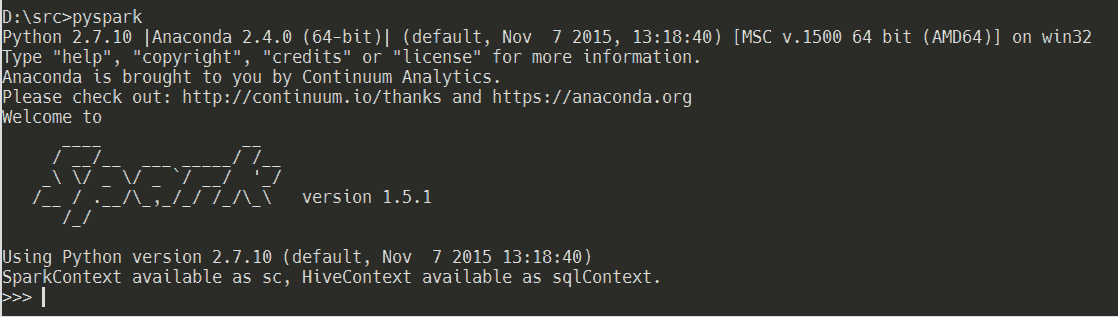 D:\src>pyspark
Python 2.7.10 |Anaconda 2.4.0 (64-bit)| (default, Nov  7 2015, 13:18:40) [MSC v.1500 64 bit (AMD64)] on win32
Type "help", "copyright", "credits" or "license" for more information.
Anaconda is brought to you by Continuum Analytics.
Please check out: http://continuum.io/thanks and https://anaconda.org
Welcome to
      ____              __
     / __/__  ___ _____/ /__
    _\ \/ _ \/ _ `/ __/  '_/
   /__ / .__/\_,_/_/ /_/\_\   version 1.5.1
      /_/

Using Python version 2.7.10 (default, Nov  7 2015 13:18:40)
SparkContext available as sc, HiveContext available as sqlContext.
>>>